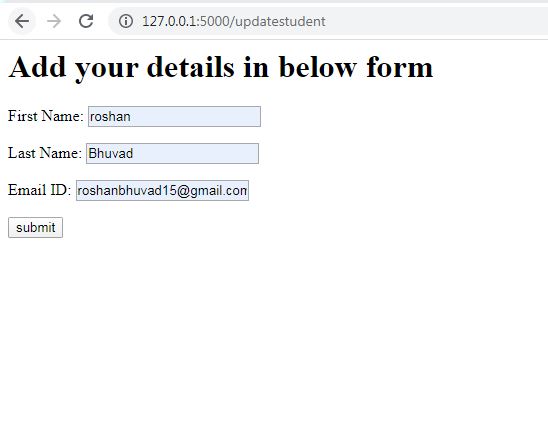 127.0.0.1:5000/updatestudent
Add your details in below form
First Name: roshan
Last Name: Bhuvad
Email ID: roshanbhuvad15@gmail.com
submit